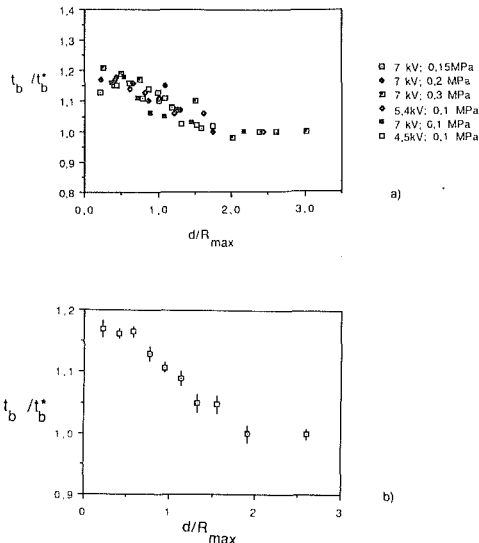 1,4
1,3
1,2
1,1
1,0
0,9
0,8
t_b /t_b^*
0,0 1,0 2,0 3,0
d/R_max
7 kV; 0,15MPa
7 kV; 0,2 MPa
7 kV; 0,3 MPa
5,4kV; 0,1 MPa
7 kV; 0,1 MPa
4,5kV; 0,1 MPa
a)
1,2
1,1
1,0
0,9
t_b /t_b^*
0 1 2 3
d/R_max
b)